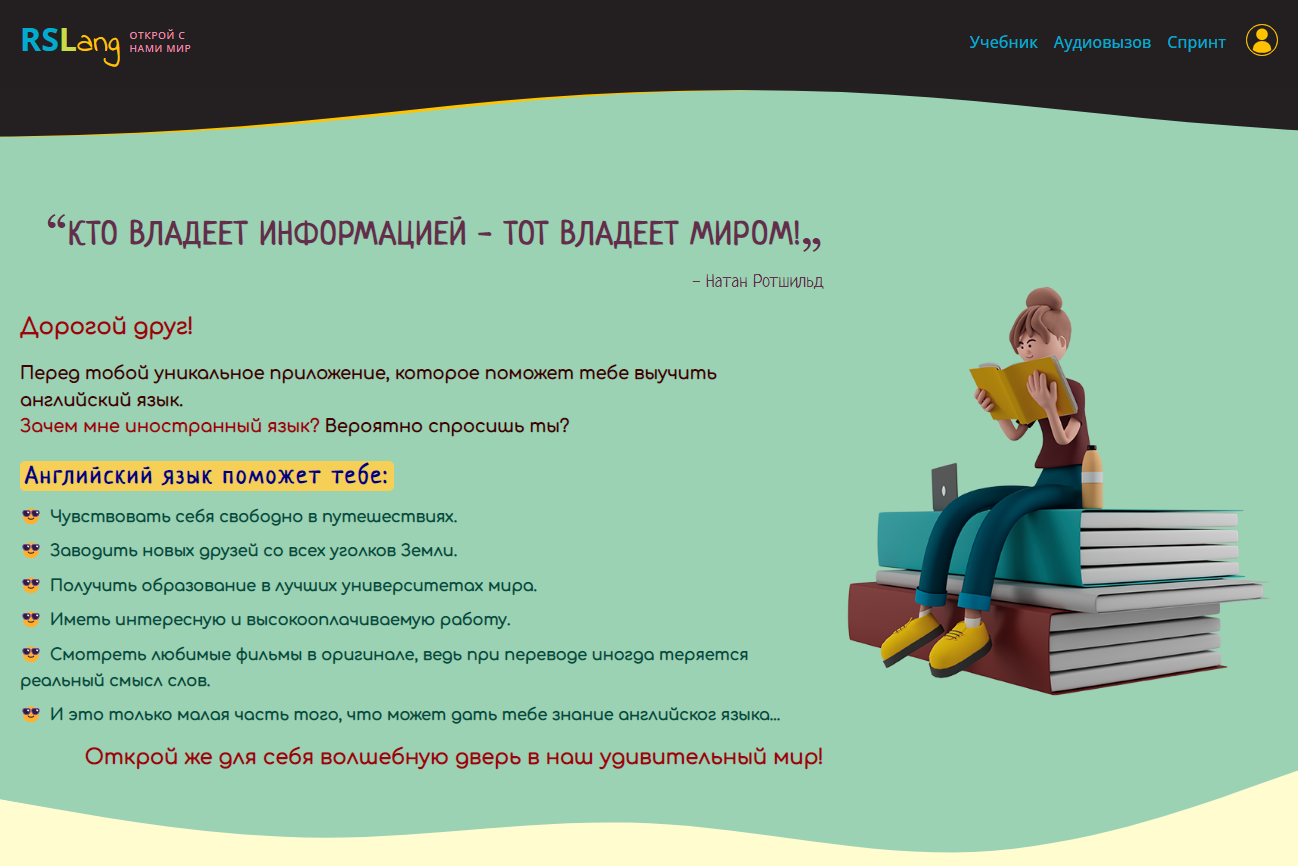 RSLang
ОТКРОЙ С
НАМИ МИР
Учебник Аудиовызов Спринт
“КТО ВЛАДЕЕТ ИНФОРМАЦИЕЙ – ТОТ ВЛАДЕЕТ МИРОМ!„
– Натан Ротшильд
Дорогой друг!
Перед тобой уникальное приложение, которое поможет тебе выучить
английский язык.
Зачем мне иностранный язык? Вероятно спросишь ты?
Английский язык поможет тебе:
😎 Чувствовать себя свободно в путешествиях.
😎 Заводить новых друзей со всех уголков Земли.
😎 Получить образование в лучших университетах мира.
😎 Иметь интересную и высокооплачиваемую работу.
😎 Смотреть любимые фильмы в оригинале, ведь при переводе иногда теряется
реальный смысл слов.
😎 И это только малая часть того, что может дать тебе знание английског языка...
Открой же для себя волшебную дверь в наш удивительный мир!